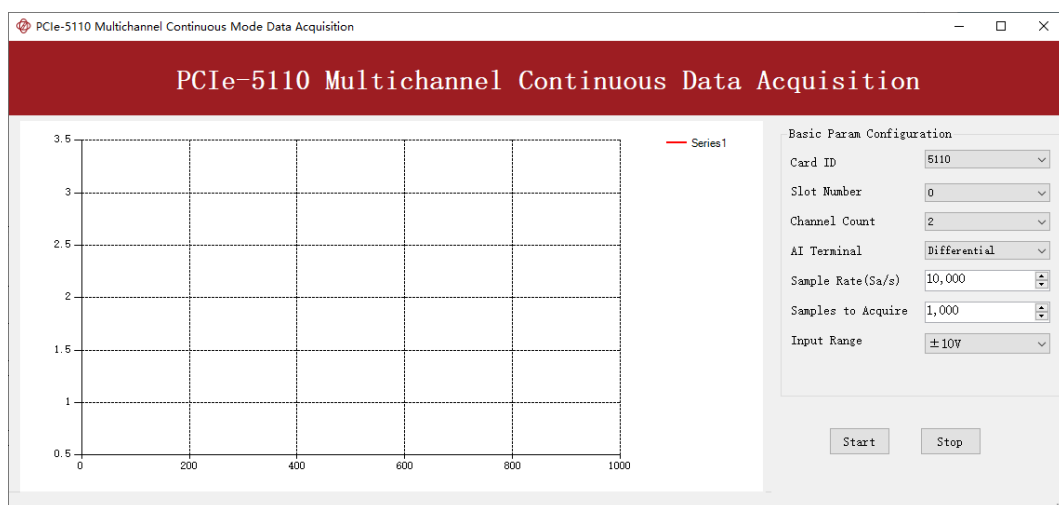 PCIe-5110 Multichannel Continuous Mode Data Acquisition
PCIe-5110 Multichannel Continuous Data Acquisition
3.5
3
2.5
2
1.5
1
0.5
0
200
400
600
800
1000
Series1
Basic Param Configuration
Card ID
5110
Slot Number
0
Channel Count
2
AI Terminal
Differential
Sample Rate(Sa/s)
10,000
Samples to Acquire
1,000
Input Range
±10V
Start
Stop